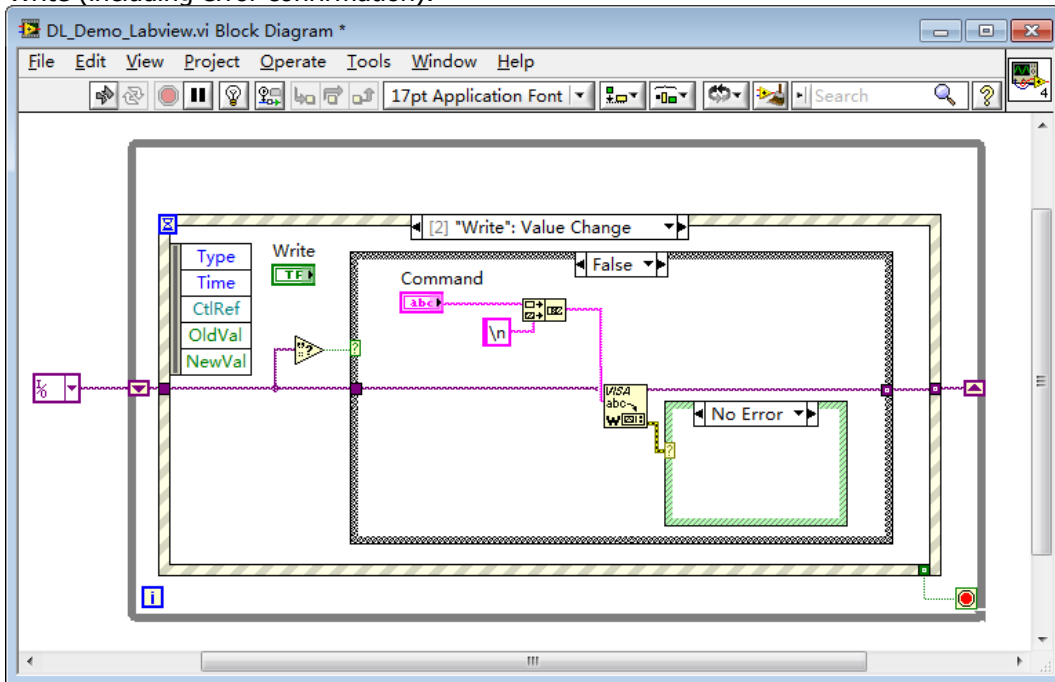 Write (including error confirmation):
DL_Demo_Labview.vi Block Diagram *
File Edit View Project Operate Tools Window Help
17pt Application Font
Search
4
[2] "Write": Value Change
Type
Time
CtlRef
OldVal
NewVal
Write
TF
False
Command
abc
\n
"?
?
I/O
VISA
abc
W
No Error
?
i